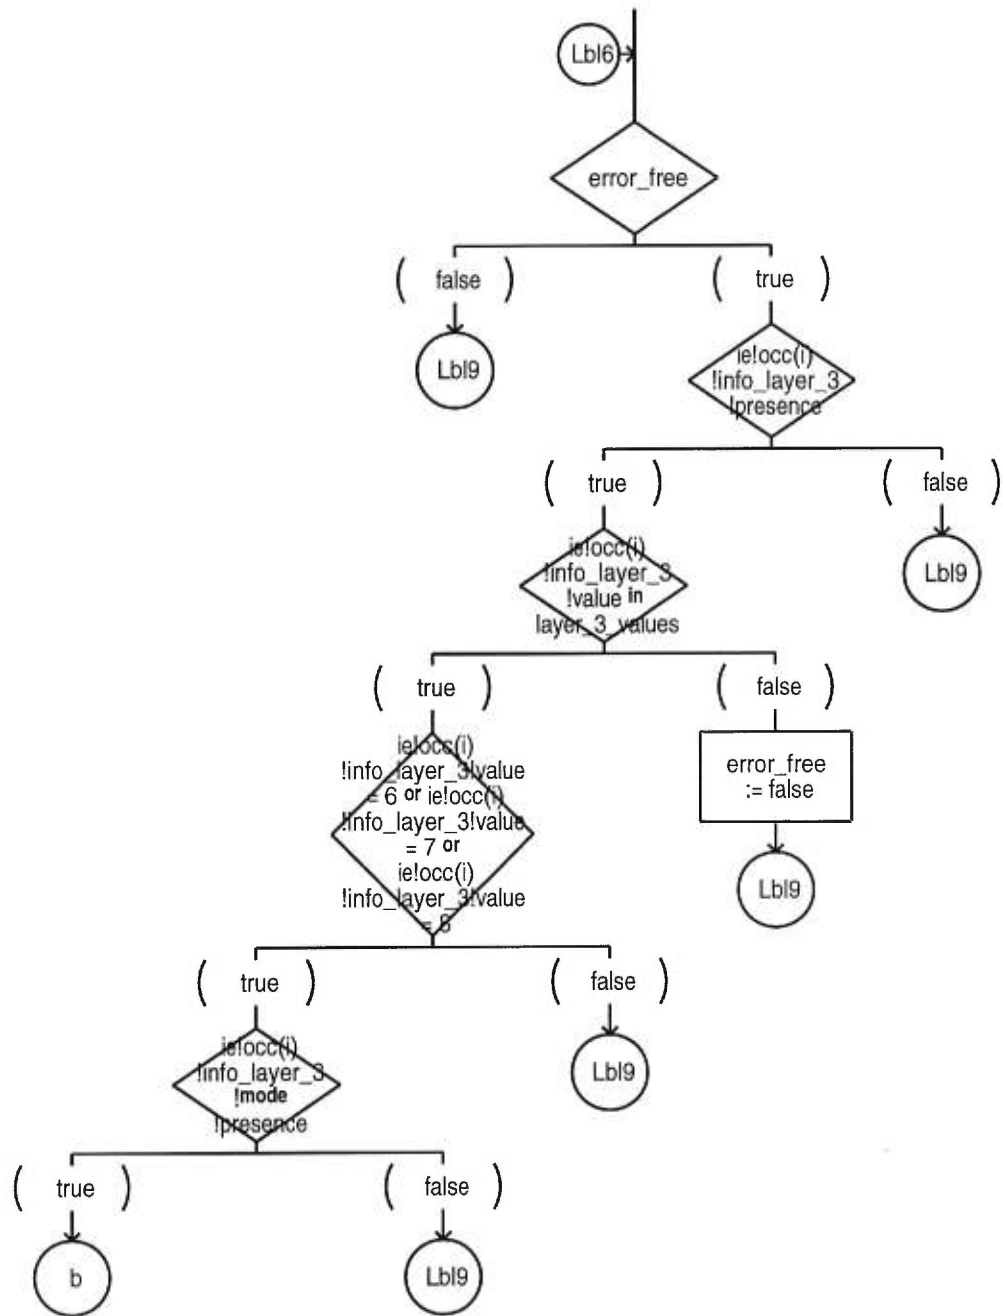 Lbl6
error_free
( false )
( true )
Lbl9
ie!occ(i)
!info_layer_3
!presence
( true )
( false )
Lbl9
ie!occ(i)
!info_layer_3
!value in
layer_3_values
( true )
( false )
ie!occ(i)
!info_layer_3!value
= 6 or ie!occ(i)
!info_layer_3!value
= 7 or
ie!occ(i)
!info_layer_3!value
= 8
error_free
:= false
Lbl9
( true )
( false )
Lbl9
ie!occ(i)
!info_layer_3
!mode
!presence
( true )
( false )
b
Lbl9